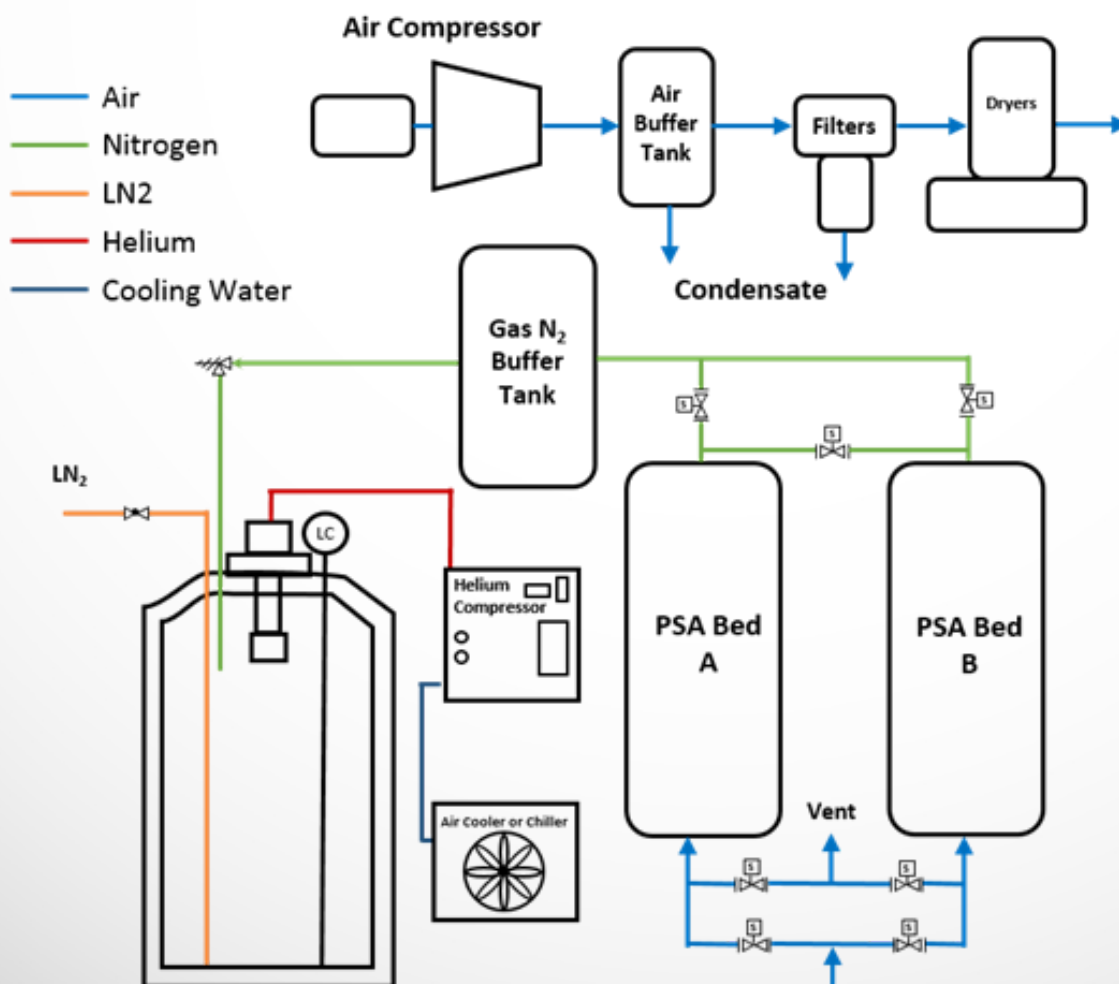 Air Compressor
Air
Nitrogen
LN2
Helium
Cooling Water
Air
Buffer
Tank
Filters
Dryers
Condensate
Gas N₂
Buffer
Tank
S
S
S
LN₂
LC
Helium
Compressor
PSA Bed
A
PSA Bed
B
Air Cooler or Chiller
Vent
S
S
S
S